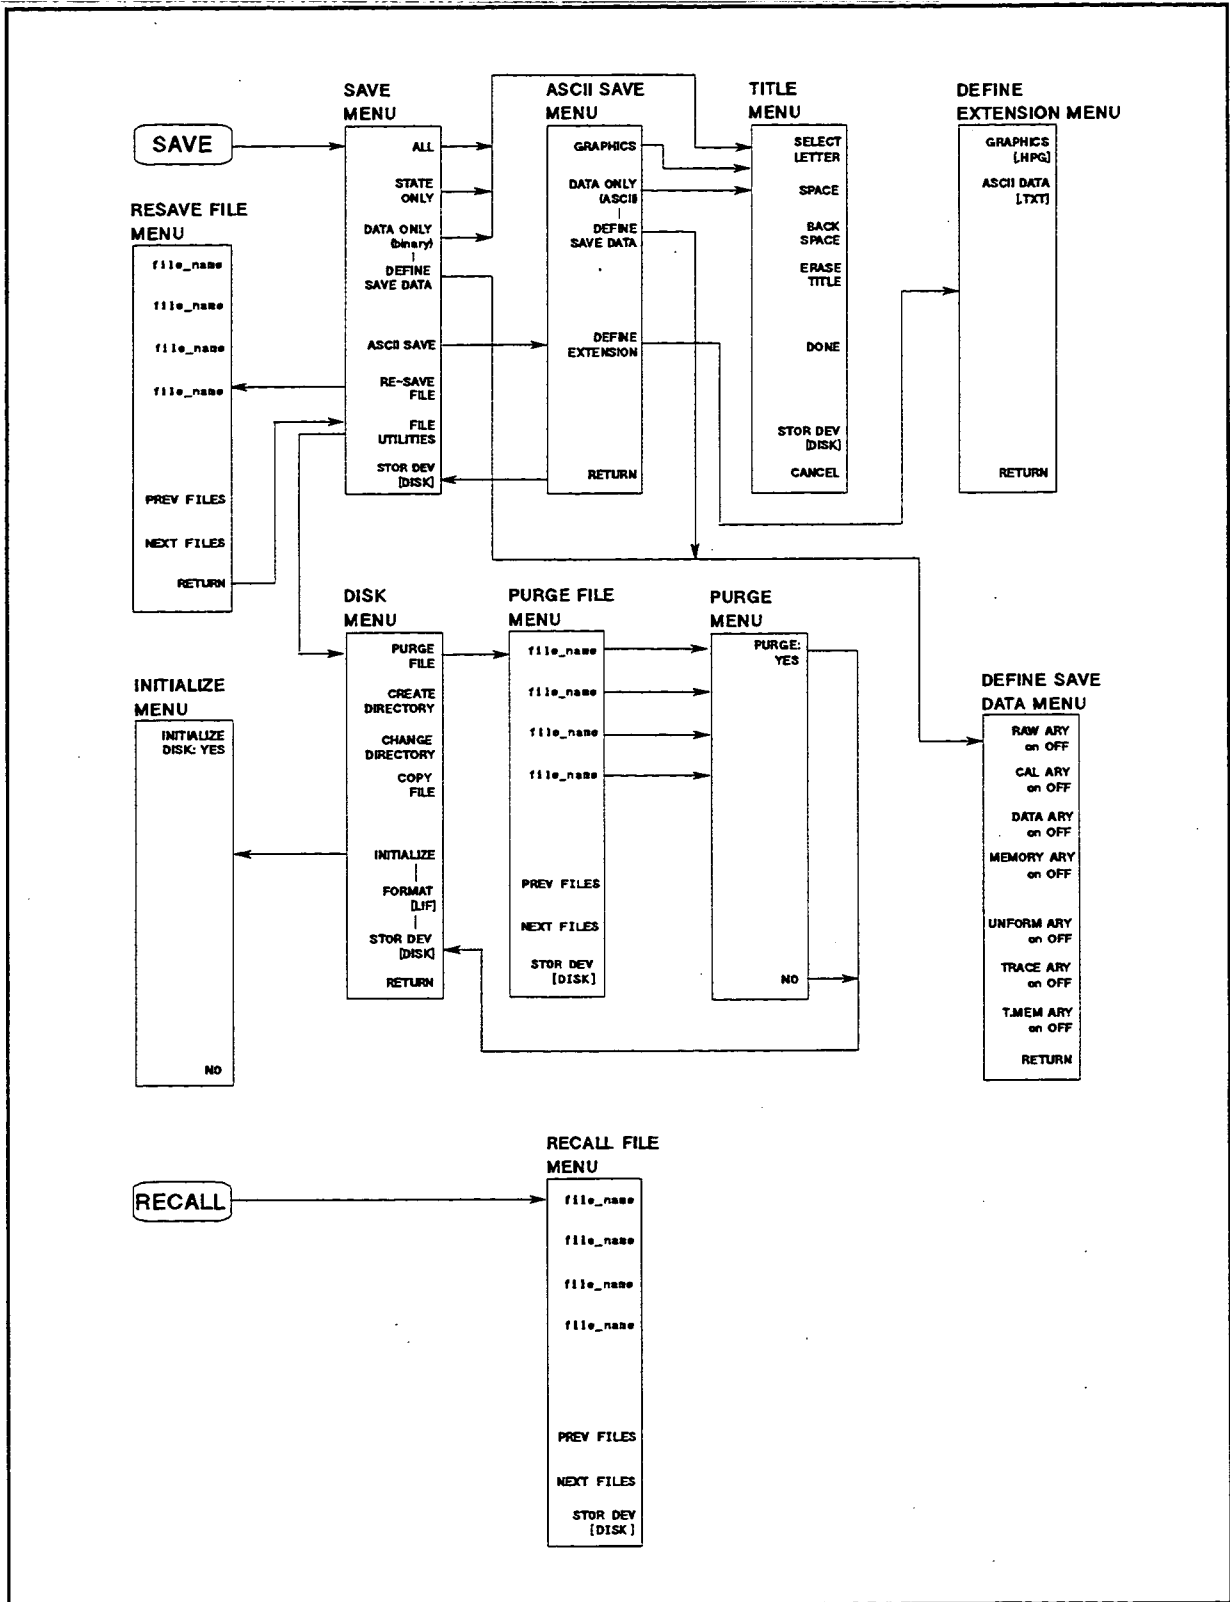 SAVE
SAVE
MENU
ALL
STATE
ONLY
DATA ONLY
(binary)
DEFINE
SAVE DATA
ASCII SAVE
RE-SAVE
FILE
FILE
UTILITIES
STOR DEV
[DISK]
ASCII SAVE
MENU
GRAPHICS
DATA ONLY
(ASCII)
DEFINE
SAVE DATA
DEFINE
EXTENSION
RETURN
TITLE
MENU
SELECT
LETTER
SPACE
BACK
SPACE
ERASE
TITLE
DONE
STOR DEV
[DISK]
CANCEL
DEFINE
EXTENSION MENU
GRAPHICS
[.HPG]
ASCII DATA
[.TXT]
RETURN
RESAVE FILE
MENU
file_name
file_name
file_name
file_name
PREV FILES
NEXT FILES
RETURN
DISK
MENU
PURGE
FILE
CREATE
DIRECTORY
CHANGE
DIRECTORY
COPY
FILE
INITIALIZE
FORMAT
[LIF]
STOR DEV
[DISK]
RETURN
PURGE FILE
MENU
file_name
file_name
file_name
file_name
PREV FILES
NEXT FILES
STOR DEV
[DISK]
PURGE
MENU
PURGE:
YES
NO
INITIALIZE
MENU
INITIALIZE
DISK: YES
NO
DEFINE SAVE
DATA MENU
RAW ARY
on OFF
CAL ARY
on OFF
DATA ARY
on OFF
MEMORY ARY
on OFF
UNFORM ARY
on OFF
TRACE ARY
on OFF
T.MEM ARY
on OFF
RETURN
RECALL
RECALL FILE
MENU
file_name
file_name
file_name
file_name
PREV FILES
NEXT FILES
STOR DEV
[DISK]